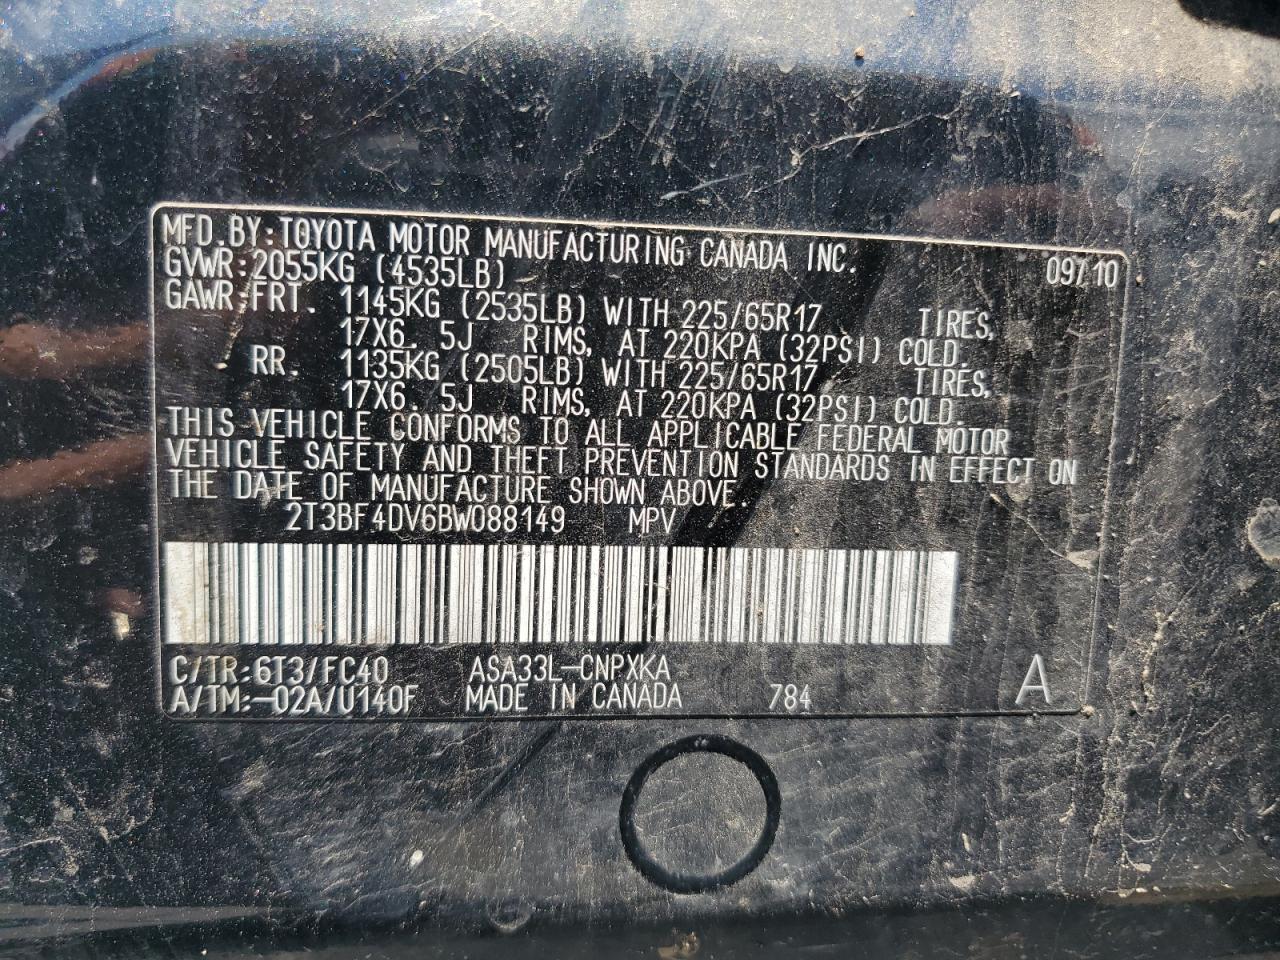 MFD.BY:TOYOTA MOTOR MANUFACTURING CANADA INC.
GVWR:2055KG (4535LB) 09/10
GAWR:FRT. 1145KG (2535LB) WITH 225/65R17 TIRES,
17X6.5J RIMS, AT 220KPA (32PSI) COLD.
RR. 1135KG (2505LB) WITH 225/65R17 TIRES,
17X6.5J RIMS, AT 220KPA (32PSI) COLD.
THIS VEHICLE CONFORMS TO ALL APPLICABLE FEDERAL MOTOR
VEHICLE SAFETY AND THEFT PREVENTION STANDARDS IN EFFECT ON
THE DATE OF MANUFACTURE SHOWN ABOVE.
2T3BF4DV6BW088149 MPV
C/TR:6T3/FC40 ASA33L-CNPXKA
A/TM:-02A/U140F MADE IN CANADA 784 A